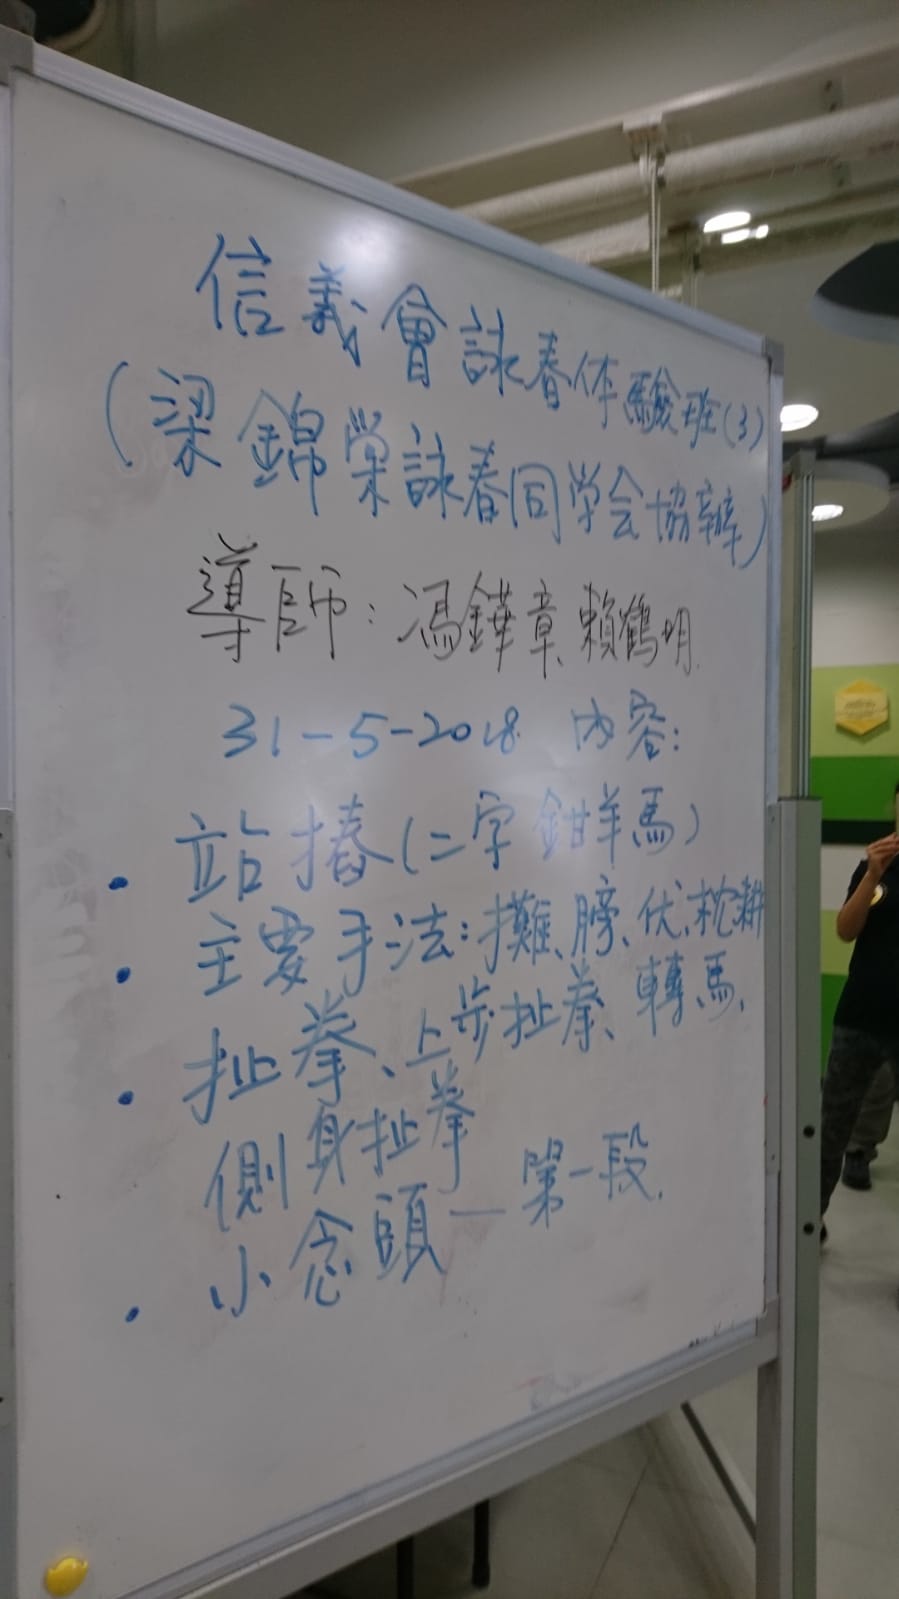 信義會詠春体驗班(3)
(梁錦棠詠春同学会協辦)
導師:馮鏵章、賴鶴明
31-5-2018 內容:
• 站摏(二字鉗羊馬)
• 主要手法:攤、膀、伏、枕、耕
• 扯拳、上步扯拳、轉馬、
側身扯拳
• 小念頭—第一段